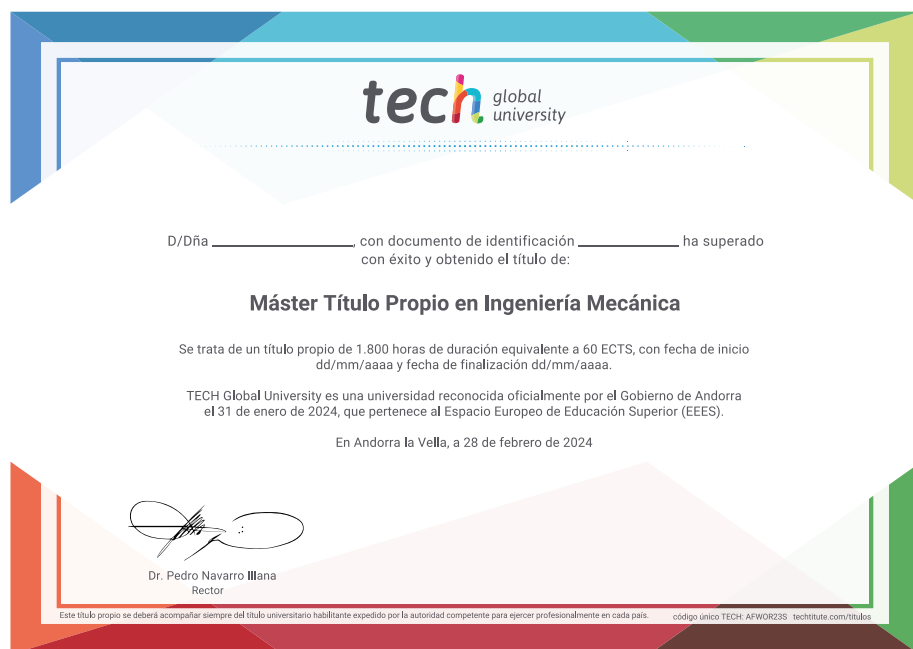 tech global
university
D/Dña ____________, con documento de identificación ____________ ha superado
con éxito y obtenido el título de:
Máster Título Propio en Ingeniería Mecánica
Se trata de un título propio de 1.800 horas de duración equivalente a 60 ECTS, con fecha de inicio
dd/mm/aaaa y fecha de finalización dd/mm/aaaa.
TECH Global University es una universidad reconocida oficialmente por el Gobierno de Andorra
el 31 de enero de 2024, que pertenece al Espacio Europeo de Educación Superior (EEES).
En Andorra la Vella, a 28 de febrero de 2024
Dr. Pedro Navarro Illana
Rector
Este título propio se deberá acompañar siempre del título universitario habilitante expedido por la autoridad competente para ejercer profesionalmente en cada país. código único TECH: AFWOR23S techtitute.com/titulos